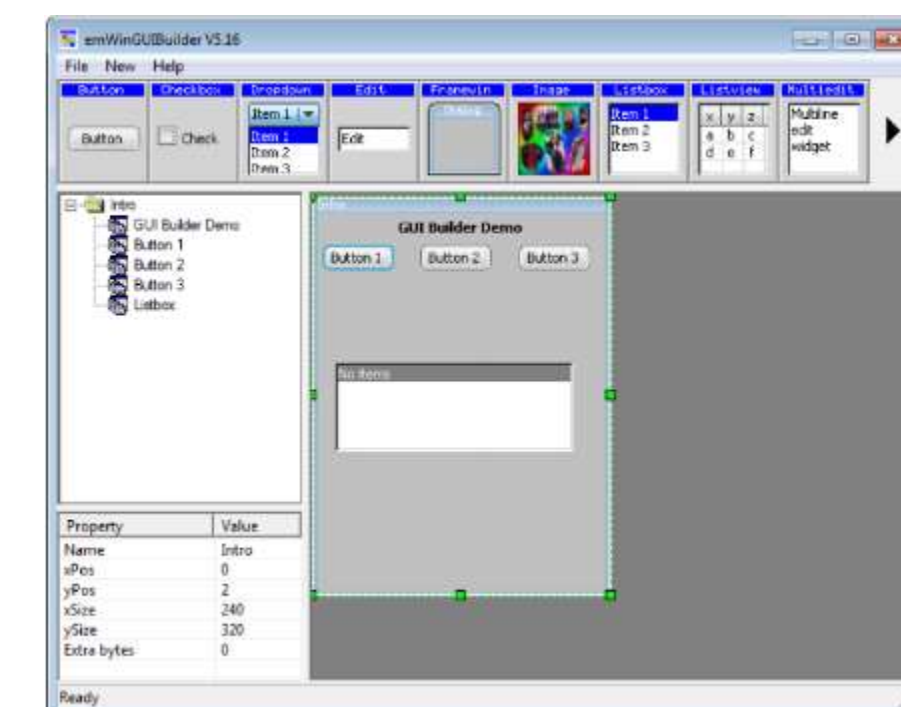 emWinGUIBuilder V5.16
File New Help
Button Checkbox Dropdown Edit Framewin Image Listbox Listview Multiedit
Button
Check
Item 1
Item 1
Item 2
Item 3
Edit
Item 1
Item 2
Item 3
x y z
a b c
d e f
Multiline
edit
widget
Intro
GUI Builder Demo
Button 1
Button 2
Button 3
Listbox
GUI Builder Demo
Button 1 Button 2 Button 3
No items
Property Value
Name Intro
xPos 0
yPos 2
xSize 240
ySize 320
Extra bytes 0
Ready